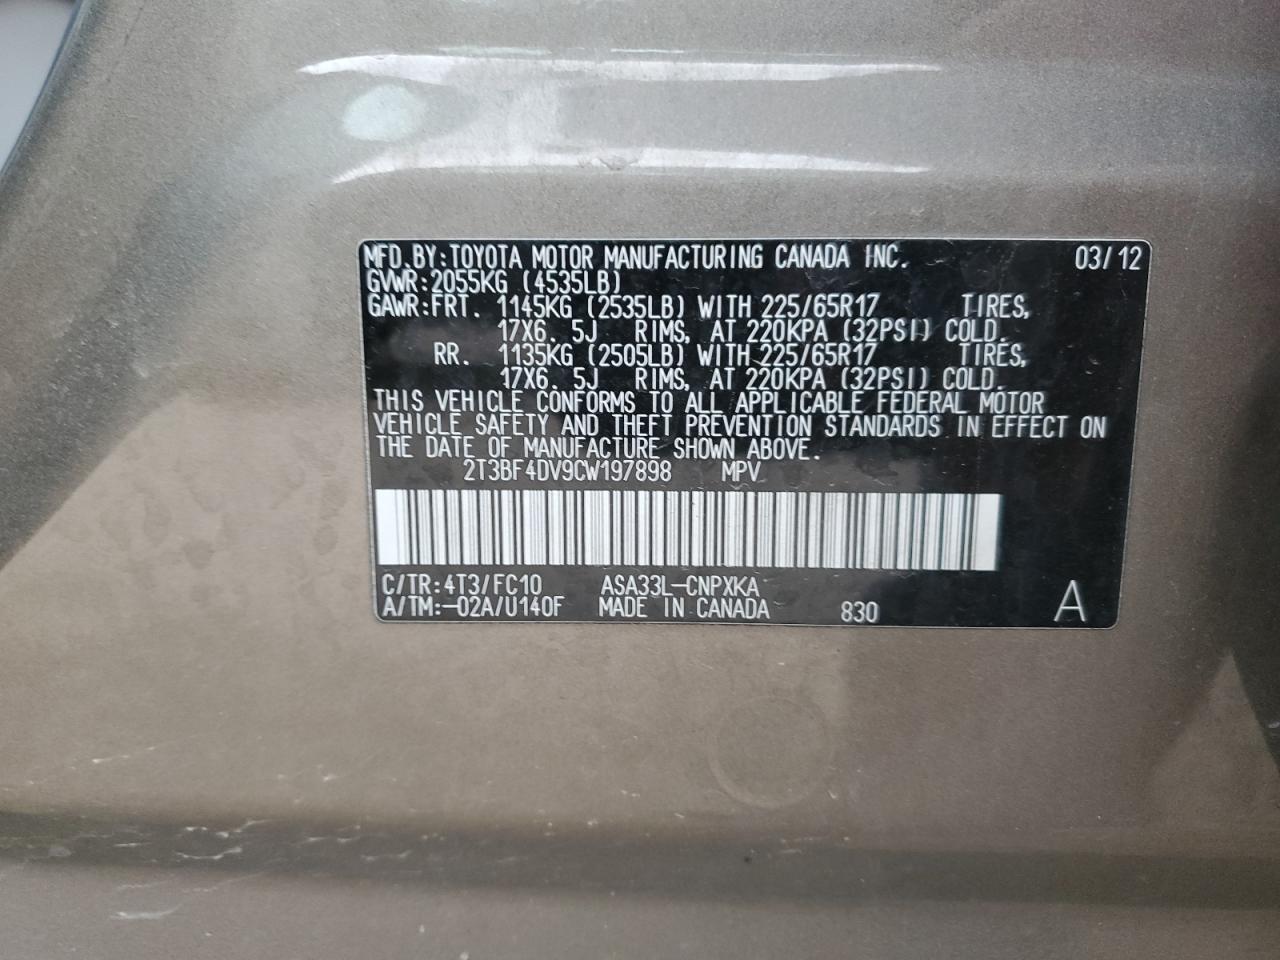 MFD.BY:TOYOTA MOTOR MANUFACTURING CANADA INC. 03/12
GVWR:2055KG (4535LB)
GAWR:FRT. 1145KG (2535LB) WITH 225/65R17 TIRES,
17X6. 5J RIMS, AT 220KPA (32PSI) COLD.
RR. 1135KG (2505LB) WITH 225/65R17 TIRES,
17X6. 5J RIMS, AT 220KPA (32PSI) COLD.
THIS VEHICLE CONFORMS TO ALL APPLICABLE FEDERAL MOTOR
VEHICLE SAFETY AND THEFT PREVENTION STANDARDS IN EFFECT ON
THE DATE OF MANUFACTURE SHOWN ABOVE.
2T3BF4DV9CW197898 MPV
C/TR:4T3/FC10 ASA33L-CNPXKA
A/TM:-02A/U140F MADE IN CANADA 830 A